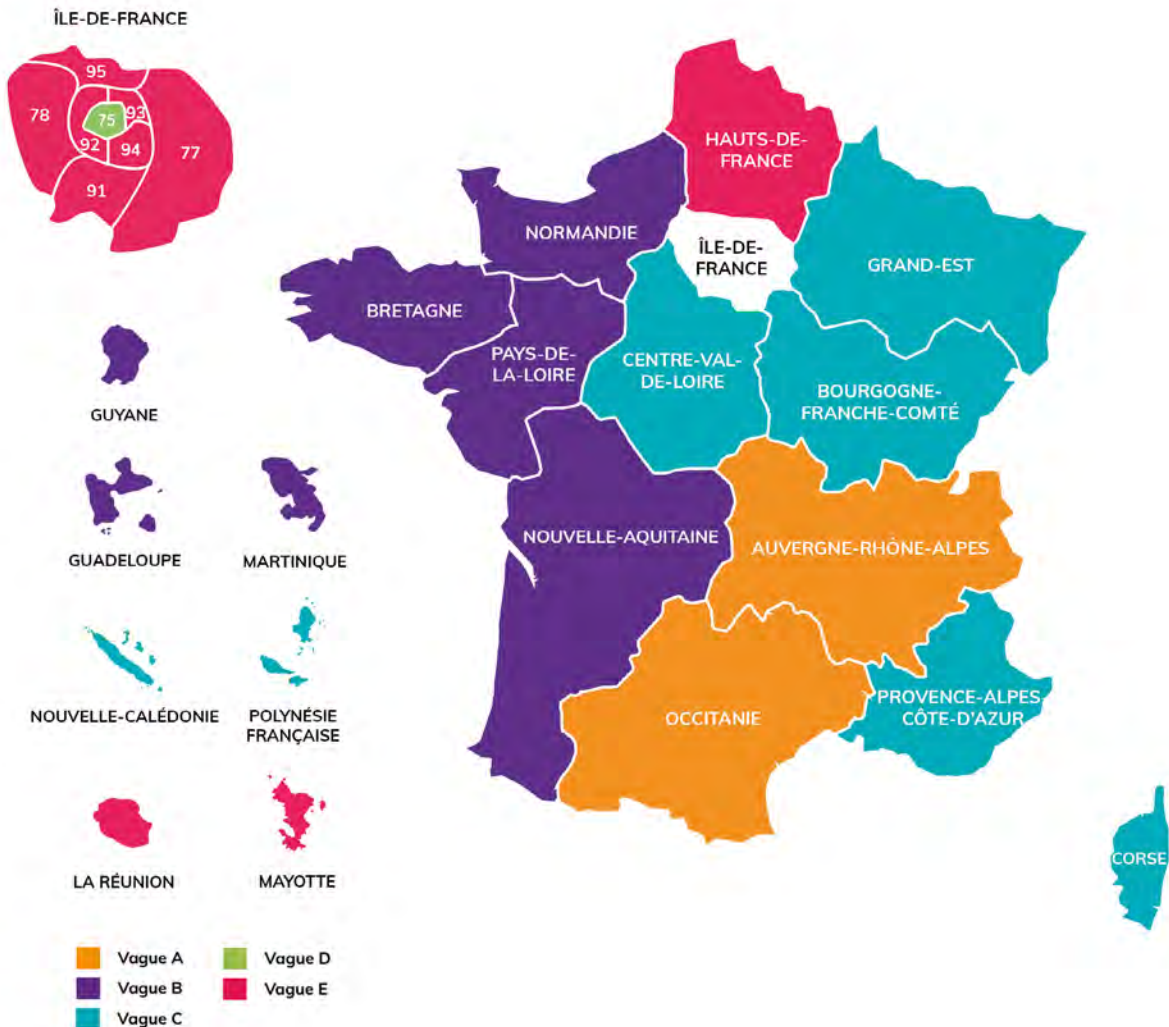 ÎLE-DE-FRANCE
95
78
75
93
92
94
77
91
HAUTS-DE-
FRANCE
NORMANDIE
ÎLE-DE-
FRANCE
GRAND-EST
BRETAGNE
PAYS-DE-
LA-LOIRE
CENTRE-VAL-
DE-LOIRE
BOURGOGNE-
FRANCHE-COMTÉ
GUYANE
NOUVELLE-AQUITAINE
AUVERGNE-RHÔNE-ALPES
GUADELOUPE
MARTINIQUE
OCCITANIE
PROVENCE-ALPES
CÔTE-D'AZUR
NOUVELLE-CALÉDONIE
POLYNÉSIE
FRANÇAISE
LA RÉUNION
MAYOTTE
CORSE
Vague A
Vague D
Vague B
Vague E
Vague C